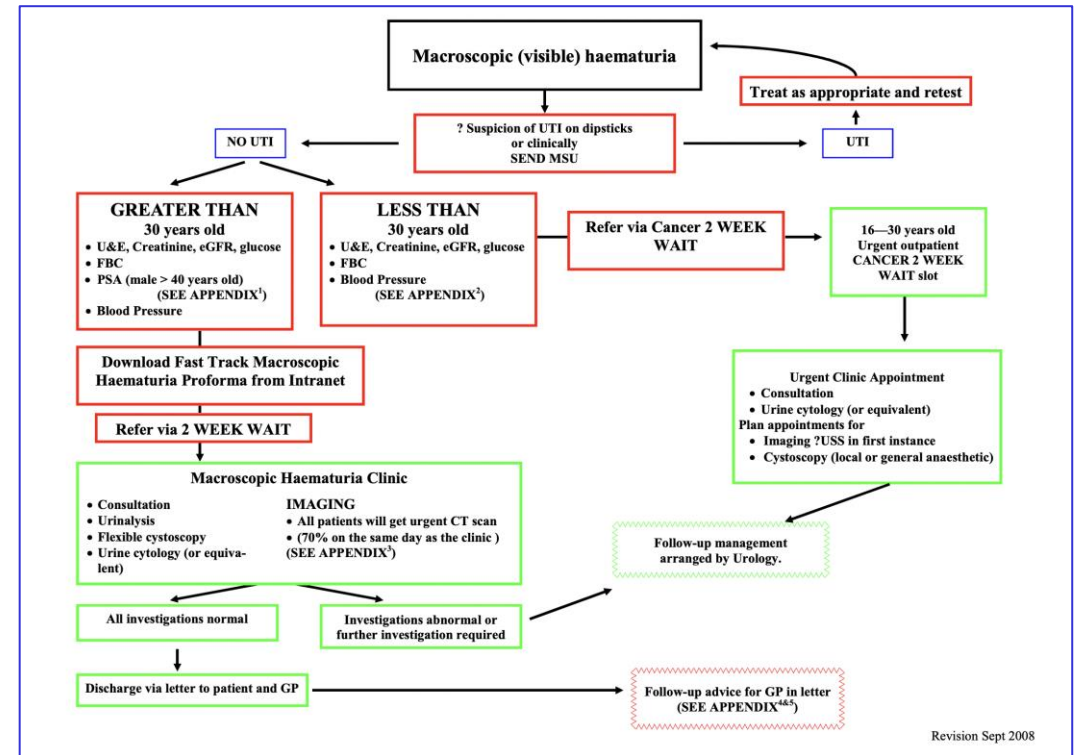 Macroscopic (visible) haematuria
Treat as appropriate and retest
? Suspicion of UTI on dipsticks
or clinically
SEND MSU
NO UTI
UTI
GREATER THAN
30 years old
• U&E, Creatinine, eGFR, glucose
• FBC
• PSA (male > 40 years old)
(SEE APPENDIX1)
• Blood Pressure
LESS THAN
30 years old
• U&E, Creatinine, eGFR, glucose
• FBC
• Blood Pressure
(SEE APPENDIX2)
Refer via Cancer 2 WEEK
WAIT
16—30 years old
Urgent outpatient
CANCER 2 WEEK
WAIT slot
Download Fast Track Macroscopic
Haematuria Proforma from Intranet
Refer via 2 WEEK WAIT
Urgent Clinic Appointment
• Consultation
• Urine cytology (or equivalent)
Plan appointments for
• Imaging ?USS in first instance
• Cystoscopy (local or general anaesthetic)
Macroscopic Haematuria Clinic
• Consultation
• Urinalysis
• Flexible cystoscopy
• Urine cytology (or equiva-
lent)
IMAGING
• All patients will get urgent CT scan
• (70% on the same day as the clinic )
(SEE APPENDIX3)
Follow-up management
arranged by Urology.
All investigations normal
Investigations abnormal or
further investigation required
Discharge via letter to patient and GP
Follow-up advice for GP in letter
(SEE APPENDIX4&5)
Revision Sept 2008